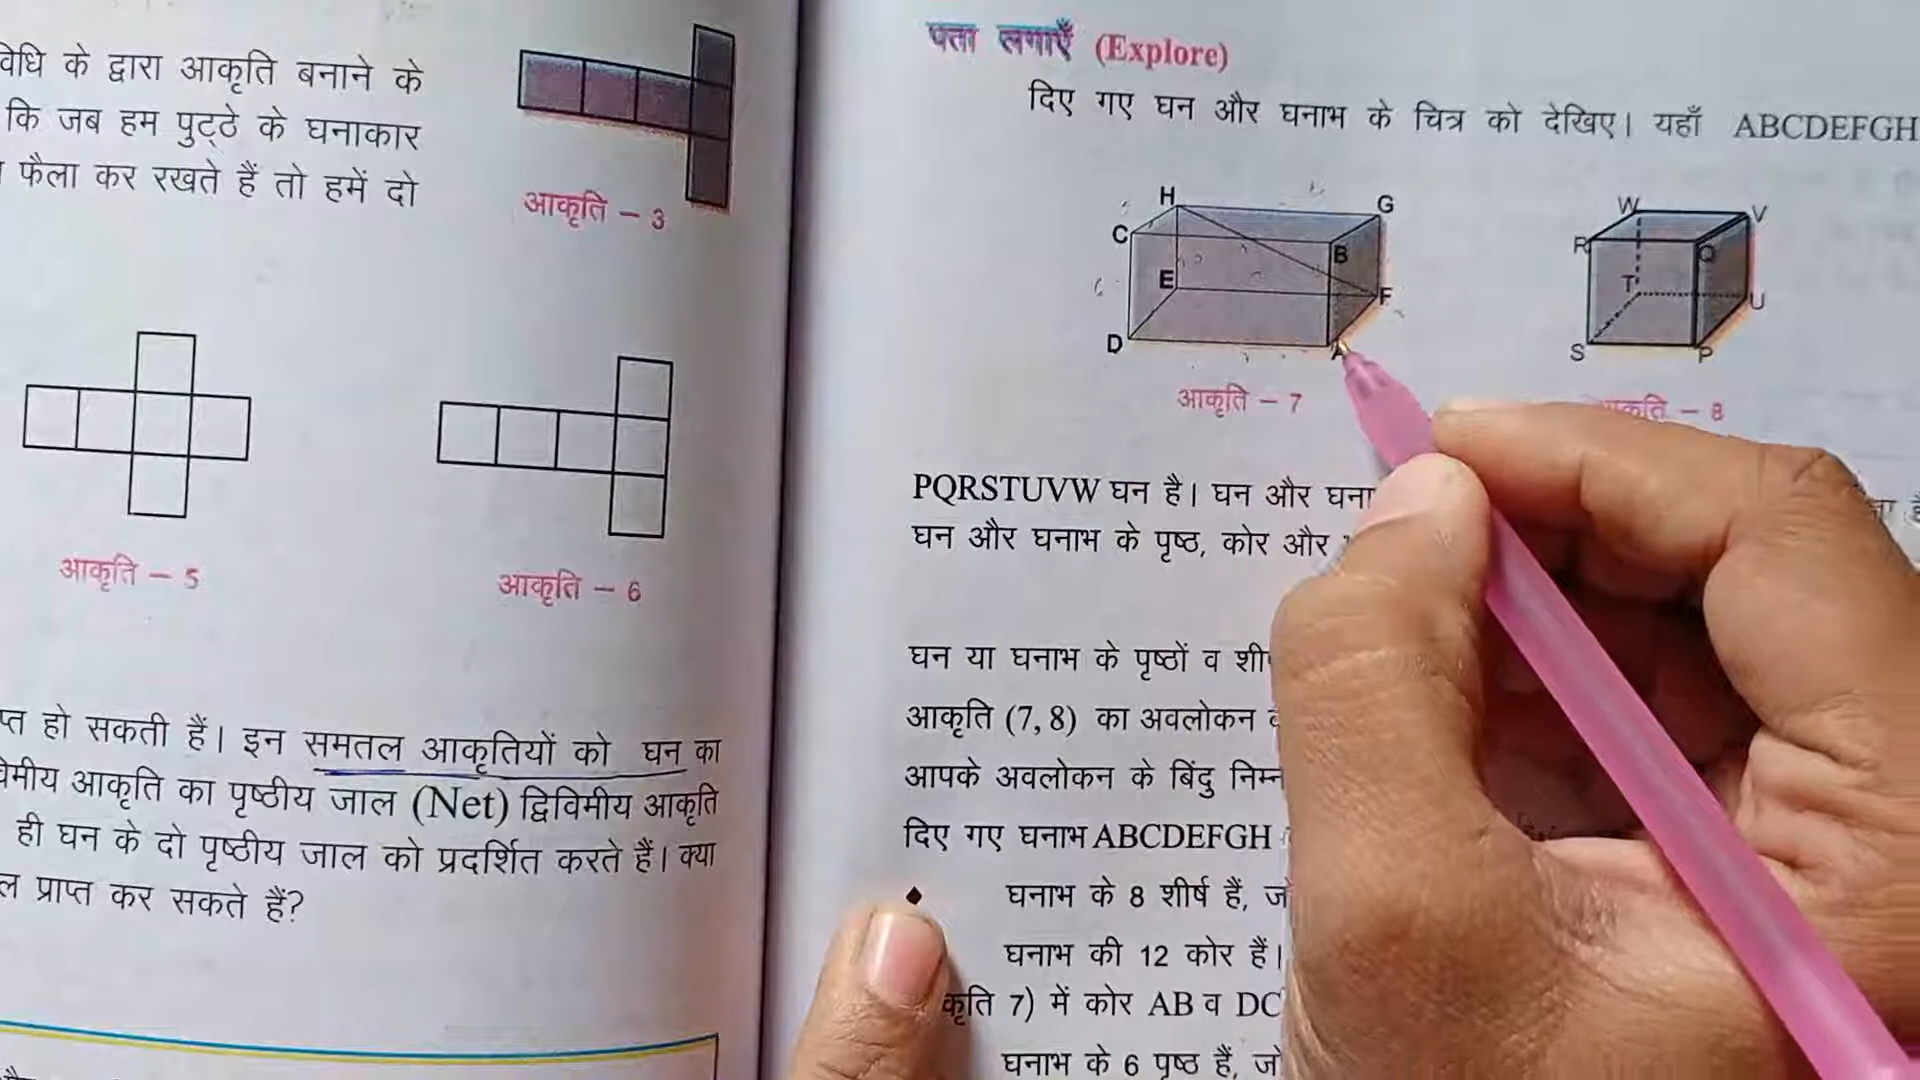 विधि के द्वारा आकृति बनाने के
कि जब हम पुट्ठे के घनाकार
फैला कर रखते हैं तो हमें दो
आकृति – 3
आकृति – 5
आकृति – 6
हो सकती हैं। इन समतल आकृतियों को घन का
आकृति का पृष्ठीय जाल (Net) द्विविमीय आकृति
ही घन के दो पृष्ठीय जाल को प्रदर्शित करते हैं। क्या
प्राप्त कर सकते हैं?
पता लगाएँ (Explore)
दिए गए घन और घनाभ के चित्र को देखिए। यहाँ ABCDEFGH
H
G
C
B
E
F
D
A
आकृति – 7
W
V
R
Q
T
U
S
P
आकृति – 8
PQRSTUVW घन है। घन और
घन और घनाभ के पृष्ठ, कोर और
घन या घनाभ के पृष्ठों व
आकृति (7, 8) का अवलोकन
आपके अवलोकन के बिंदु
दिए गए घनाभ ABCDEFGH
घनाभ के 8 शीर्ष हैं,
घनाभ की 12 कोर हैं।
7) में कोर AB व DC
घनाभ के 6 पृष्ठ हैं,